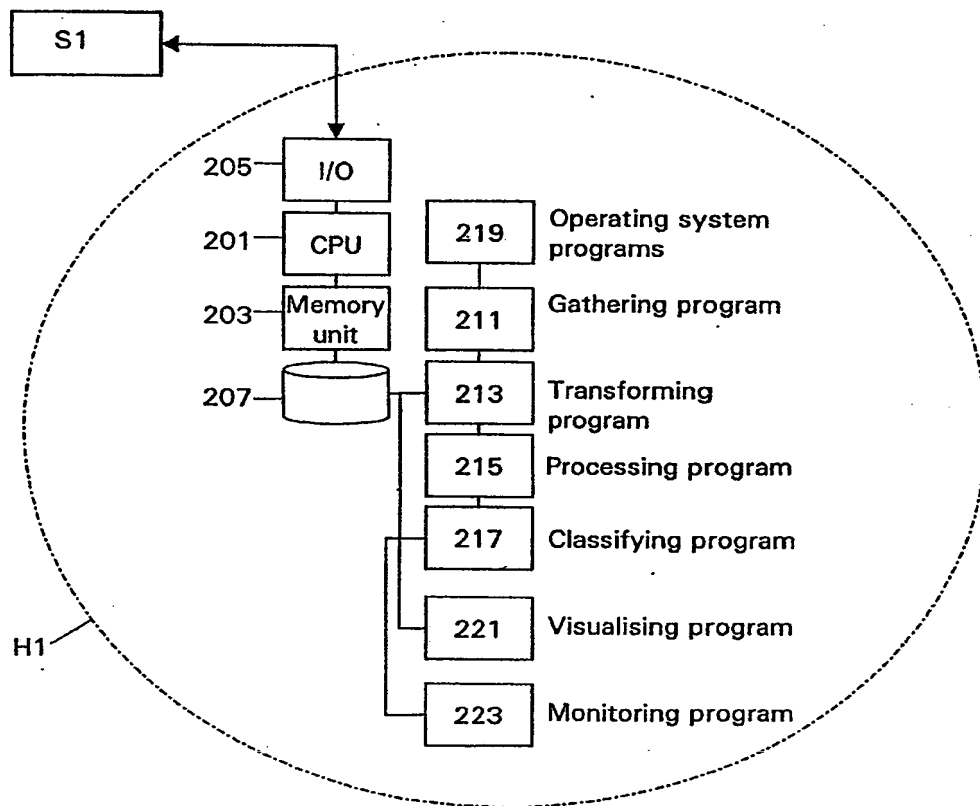 S1
205
I/O
201
CPU
203
Memory
unit
207
219
Operating system
programs
211
Gathering program
213
Transforming
program
215
Processing program
217
Classifying program
221
Visualising program
H1
223
Monitoring program